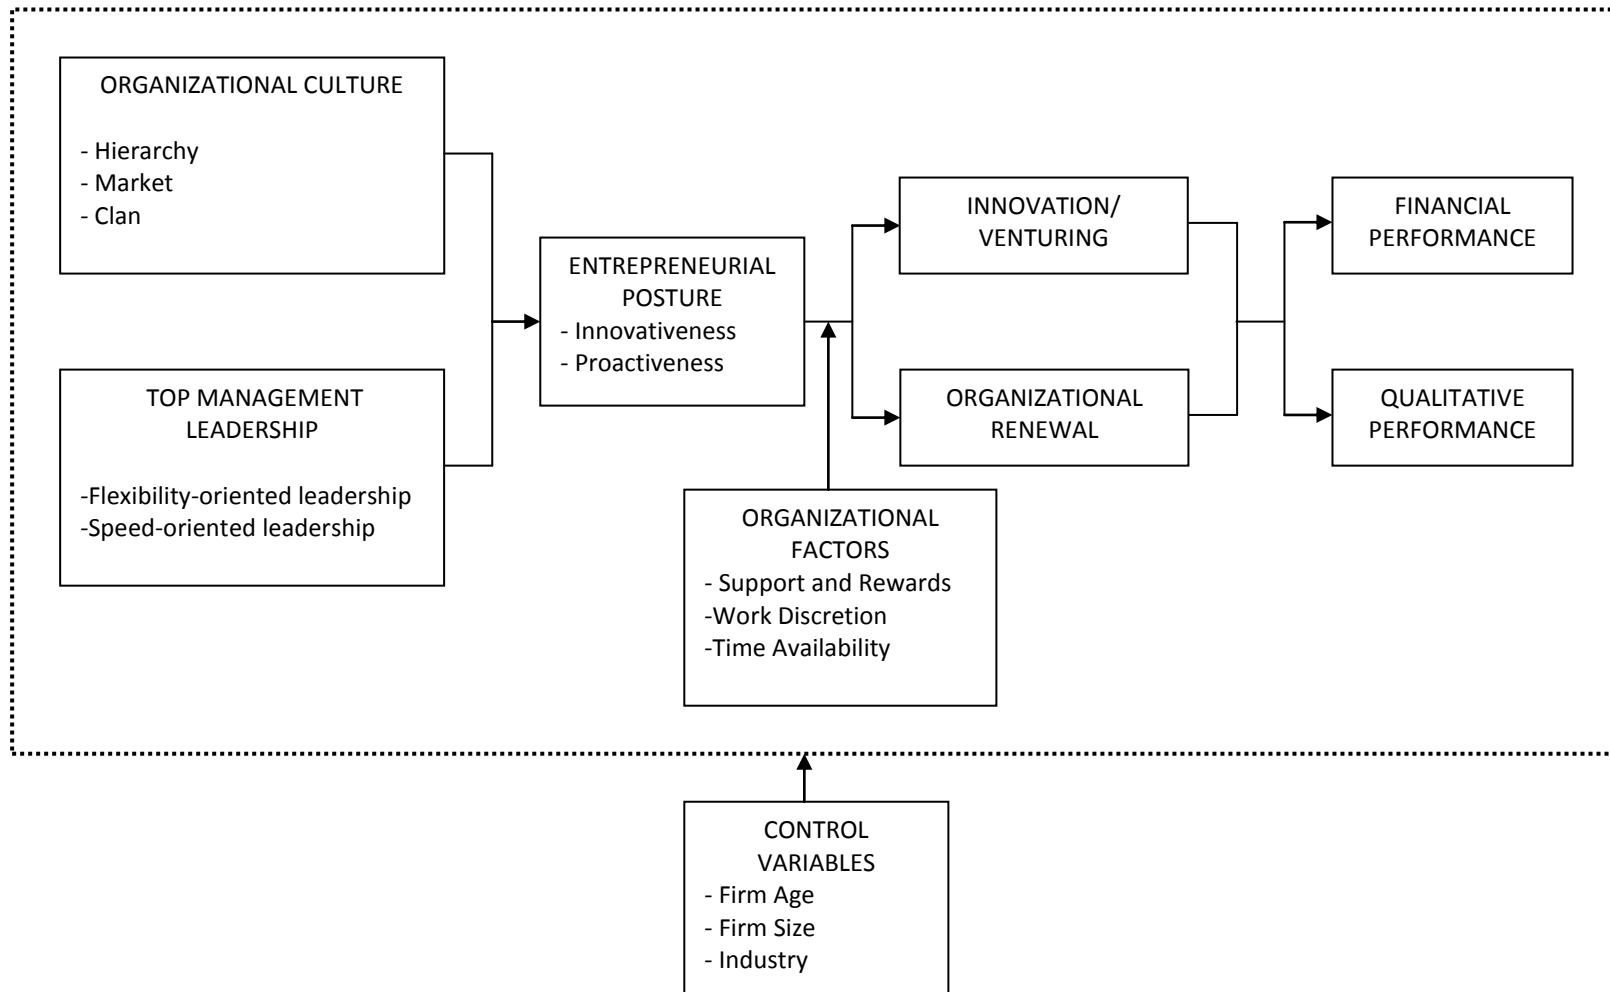 ORGANIZATIONAL CULTURE
- Hierarchy
- Market
- Clan
TOP MANAGEMENT
LEADERSHIP
-Flexibility-oriented leadership
-Speed-oriented leadership
ENTREPRENEURIAL
POSTURE
- Innovativeness
- Proactiveness
INNOVATION/
VENTURING
ORGANIZATIONAL
RENEWAL
FINANCIAL
PERFORMANCE
QUALITATIVE
PERFORMANCE
ORGANIZATIONAL
FACTORS
- Support and Rewards
-Work Discretion
-Time Availability
CONTROL
VARIABLES
- Firm Age
- Firm Size
- Industry